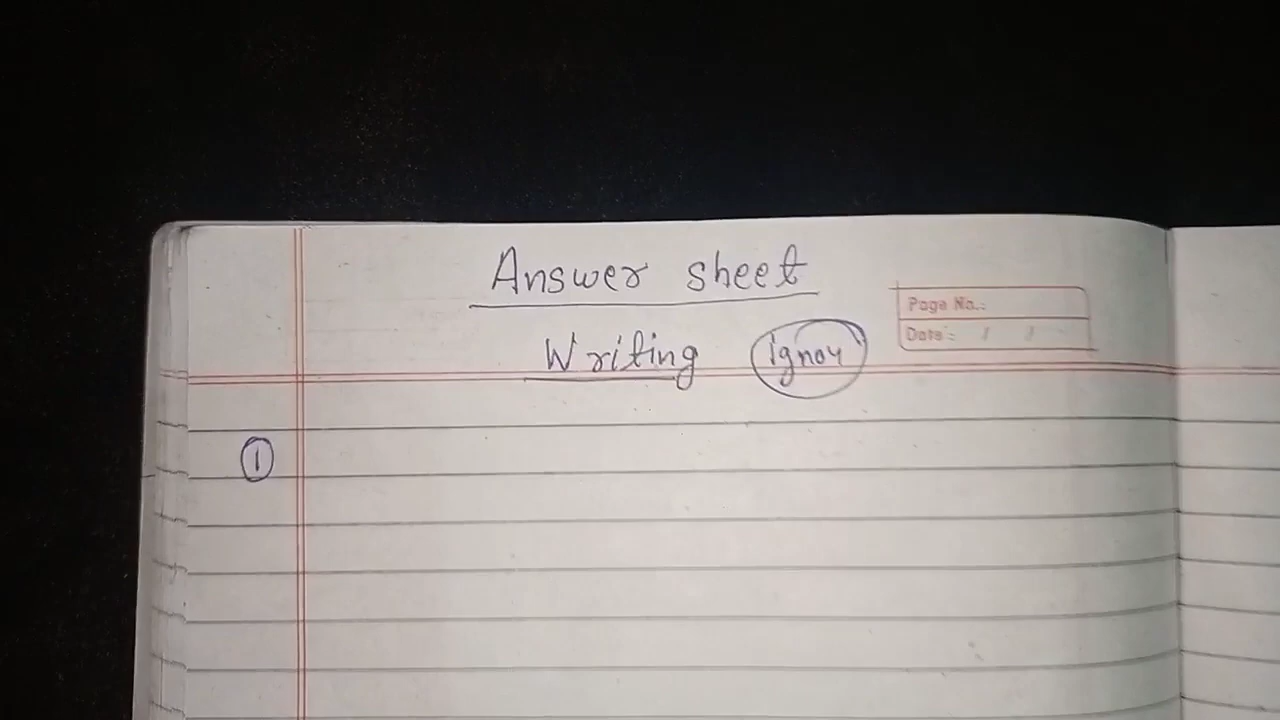 Answer sheet
Page No.:
Date: / /
Writing ignou
1